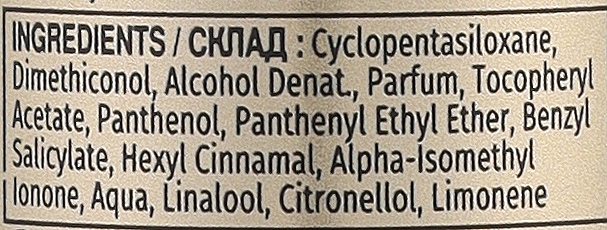 INGREDIENTS / СКЛАД : Cyclopentasiloxane,
Dimethiconol, Alcohol Denat., Parfum, Tocopheryl
Acetate, Panthenol, Panthenyl Ethyl Ether, Benzyl
Salicylate, Hexyl Cinnamal, Alpha-Isomethyl
Ionone, Aqua, Linalool, Citronellol, Limonene